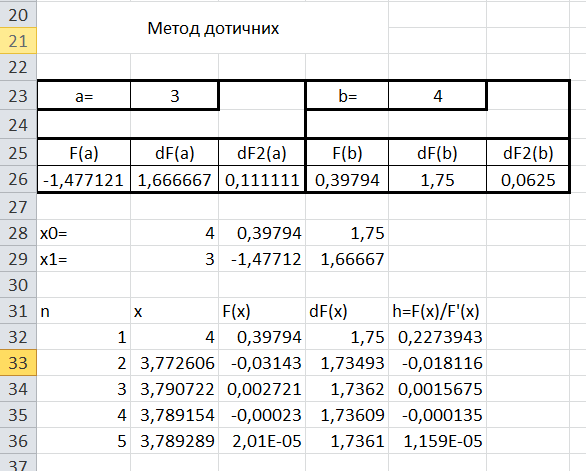 20
Метод дотичних
21
22
23 a= 3 b= 4
24
25 F(a) dF(a) dF2(a) F(b) dF(b) dF2(b)
26 -1,477121 1,666667 0,111111 0,39794 1,75 0,0625
27
28 x0= 4 0,39794 1,75
29 x1= 3 -1,47712 1,66667
30
31 n x F(x) dF(x) h=F(x)/F'(x)
32 1 4 0,39794 1,75 0,2273943
33 2 3,772606 -0,03143 1,73493 -0,018116
34 3 3,790722 0,002721 1,7362 0,0015675
35 4 3,789154 -0,00023 1,73609 -0,000135
36 5 3,789289 2,01E-05 1,7361 1,159E-05
37